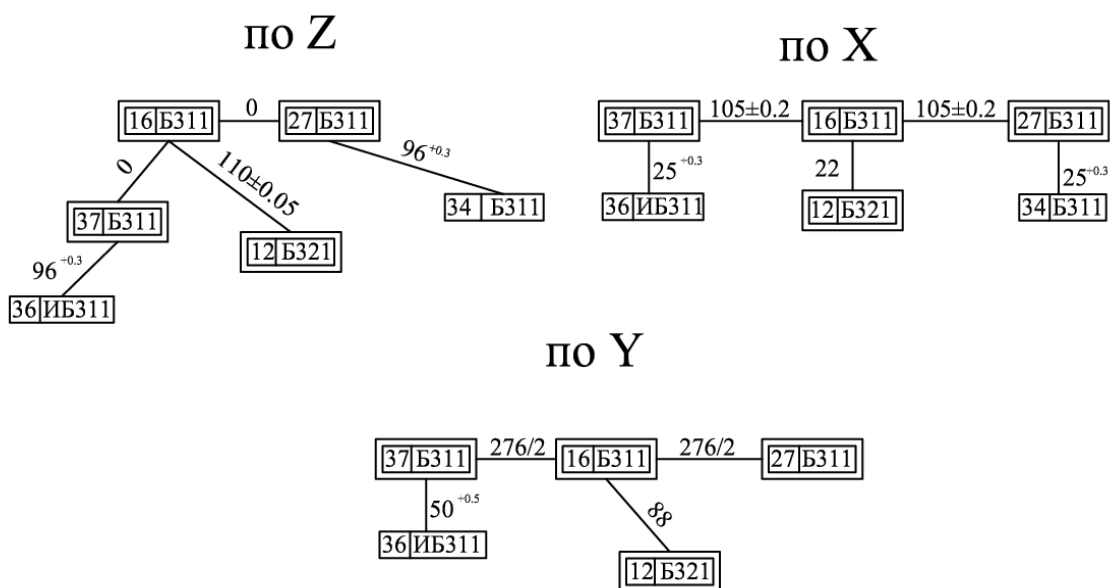 по Z
по X
16 Б311 0 27 Б311
37 Б311 105±0.2 16 Б311 105±0.2 27 Б311
0 110±0.05 96 +0.3
25 +0.3 22 25 +0.3
34 Б311
36 ИБ311 12 Б321 34 Б311
37 Б311
12 Б321
96 +0.3
36 ИБ311
по Y
37 Б311 276/2 16 Б311 276/2 27 Б311
50 +0.5 88
36 ИБ311
12 Б321